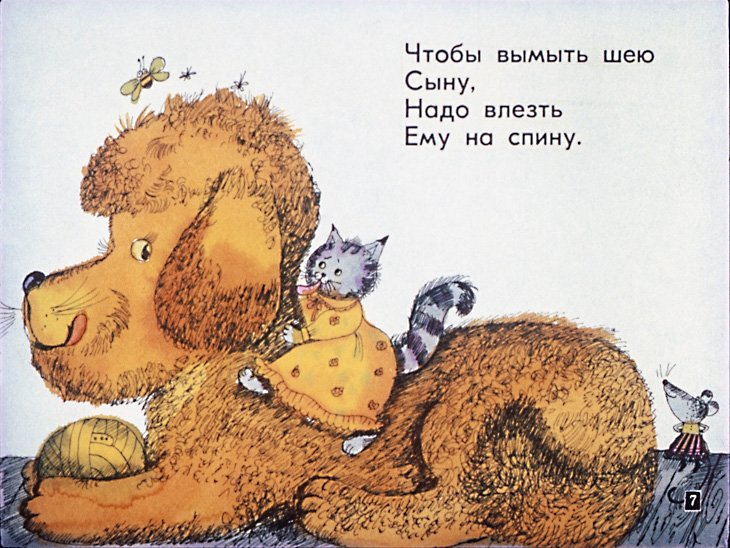 Чтобы вымыть шею
Сыну,
Надо влезть
Ему на спину.
7